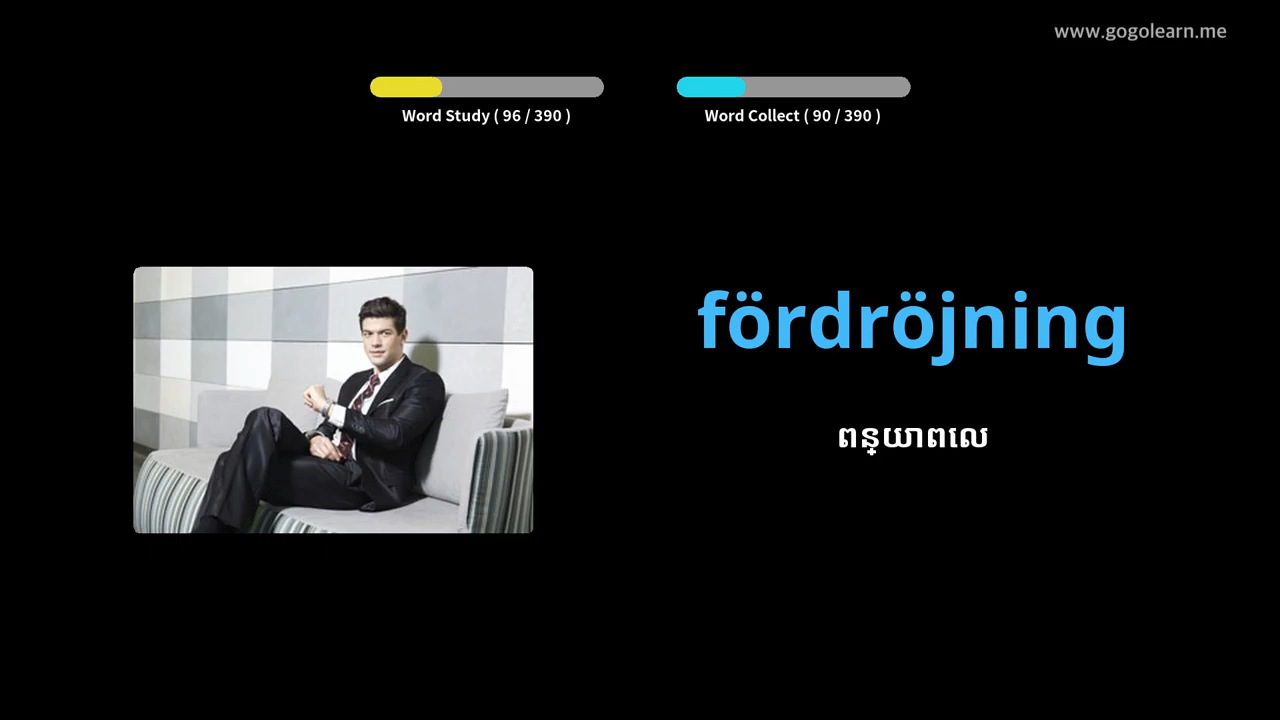 www.gogolearn.me
Word Study ( 96 / 390 )
Word Collect ( 90 / 390 )
fördröjning
ពន្យាពេល